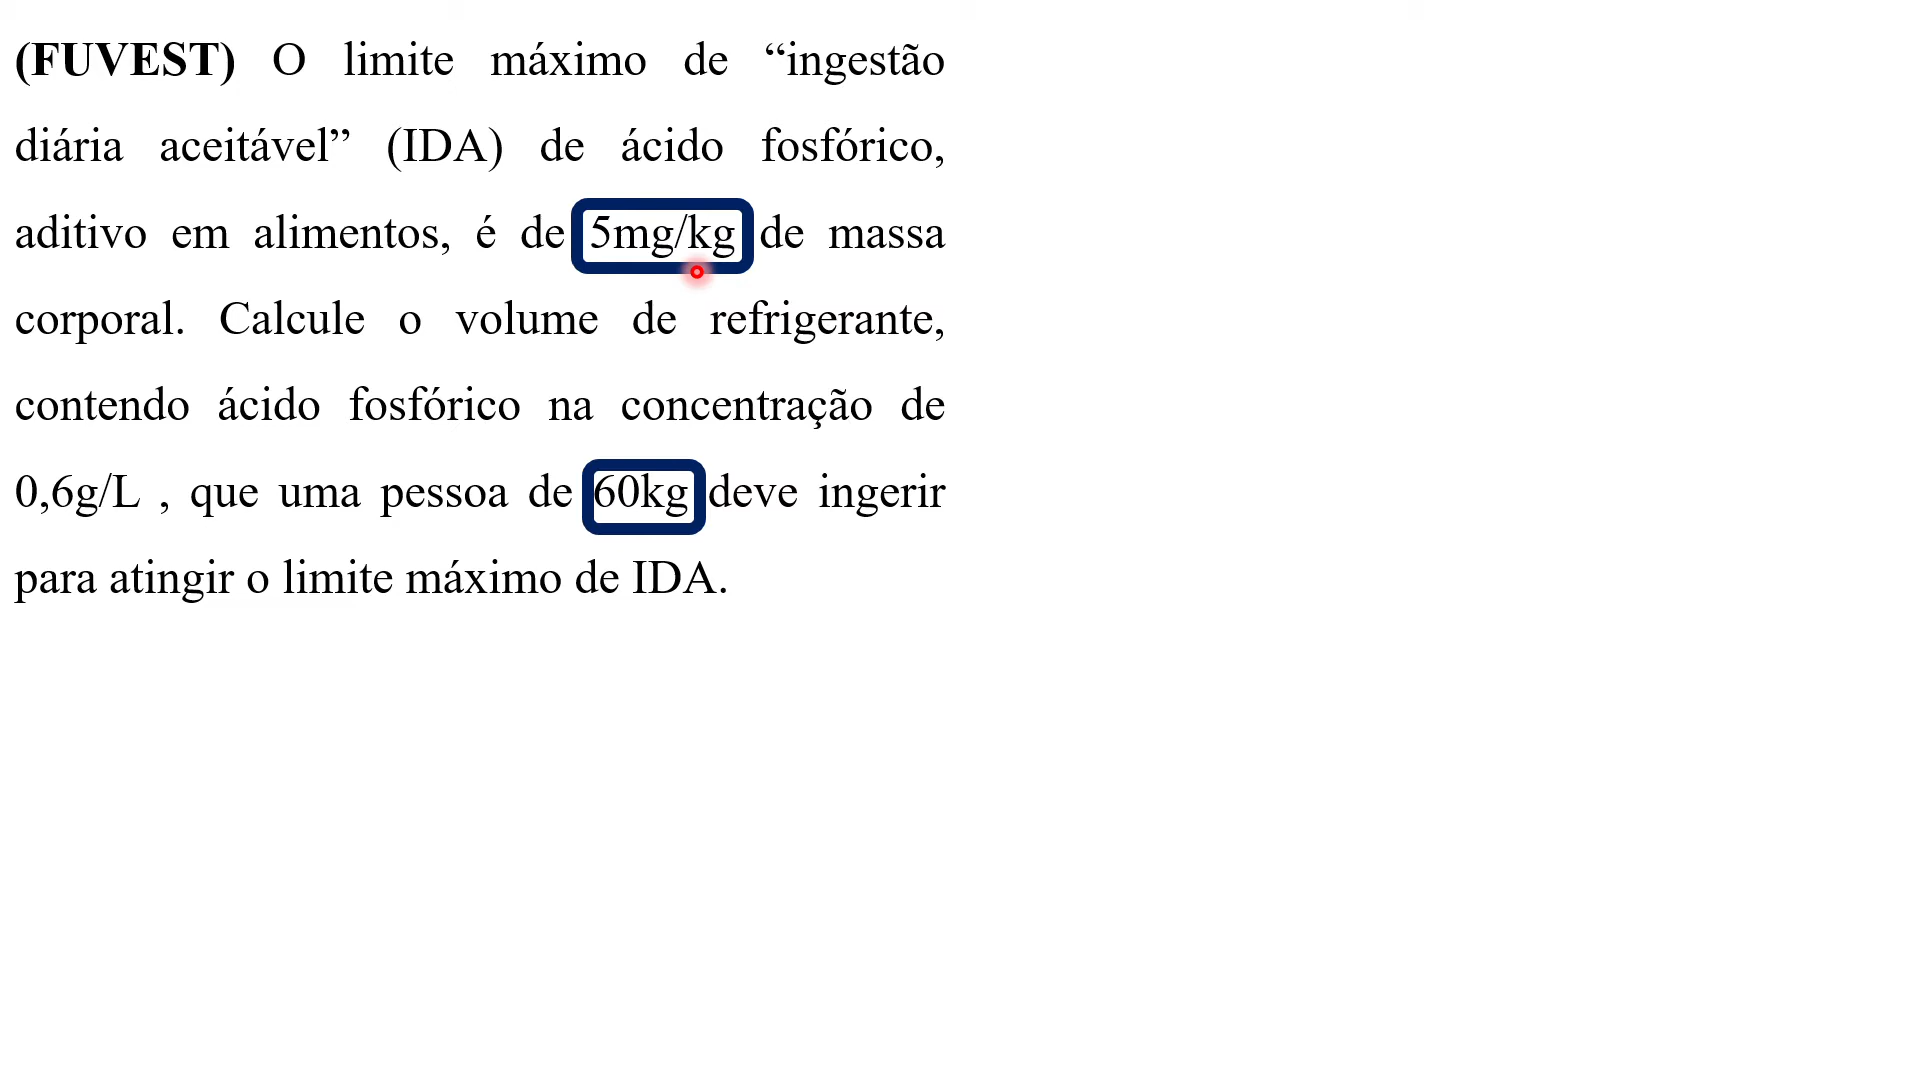 (FUVEST) O limite máximo de “ingestão
diária aceitável” (IDA) de ácido fosfórico,
aditivo em alimentos, é de 5mg/kg de massa
corporal. Calcule o volume de refrigerante,
contendo ácido fosfórico na concentração de
0,6g/L , que uma pessoa de 60kg deve ingerir
para atingir o limite máximo de IDA.